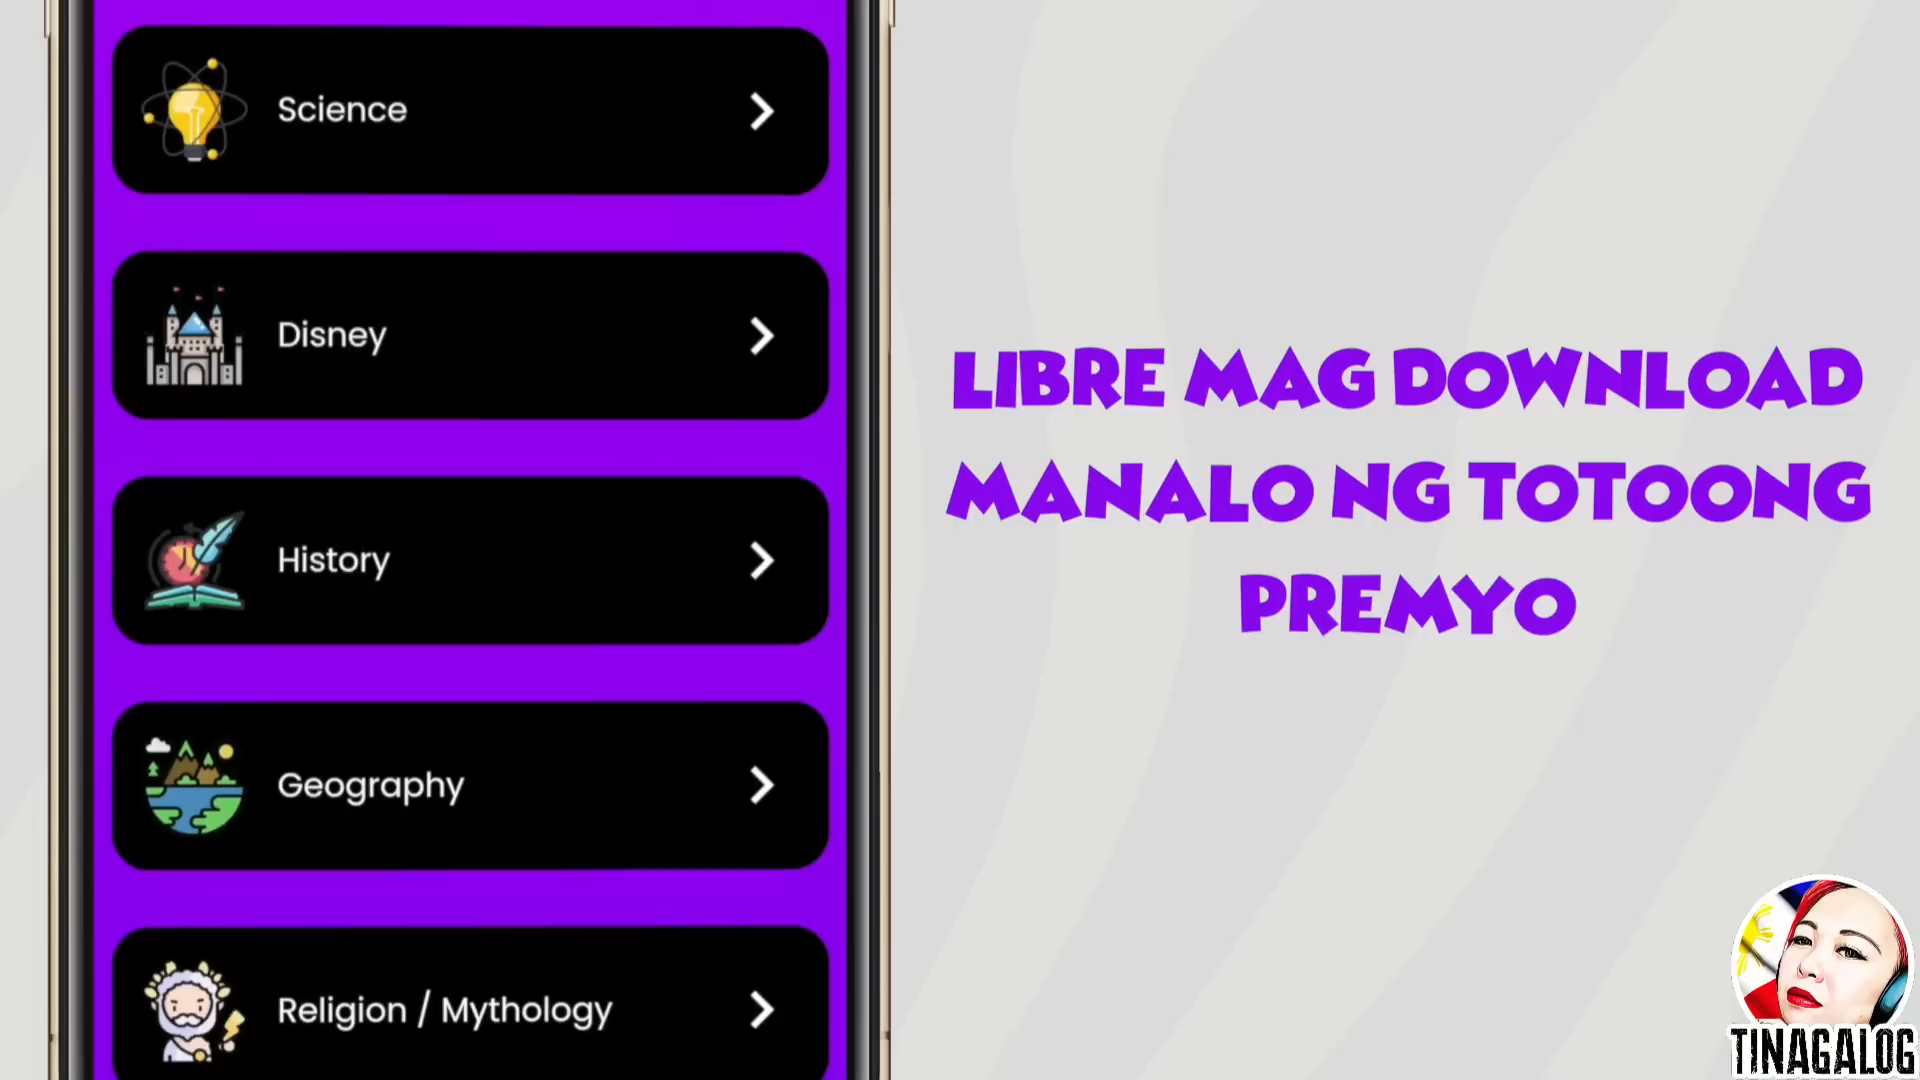 Science
Disney
History
Geography
Religion / Mythology
LIBRE MAG DOWNLOAD
MANALO NG TOTOONG
PREMYO
TINAGALOG